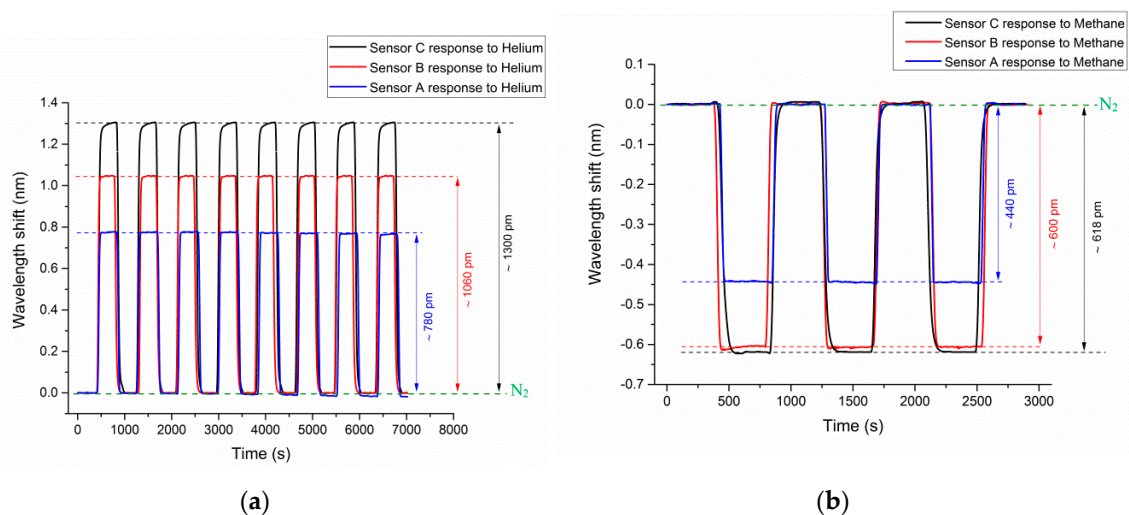 Sensor C response to Helium
Sensor B response to Helium
Sensor A response to Helium
1.4
1.2
1.0
0.8
0.6
0.4
0.2
0.0
Wavelength shift (nm)
~ 780 pm
~ 1060 pm
~ 1300 pm
N2
0 1000 2000 3000 4000 5000 6000 7000 8000
Time (s)
(a)
Sensor C response to Methane
Sensor B response to Methane
Sensor A response to Methane
0.1
0.0
-0.1
-0.2
-0.3
-0.4
-0.5
-0.6
-0.7
Wavelength shift (nm)
N2
~ 440 pm
~ 600 pm
~ 618 pm
0 500 1000 1500 2000 2500 3000
Time (s)
(b)